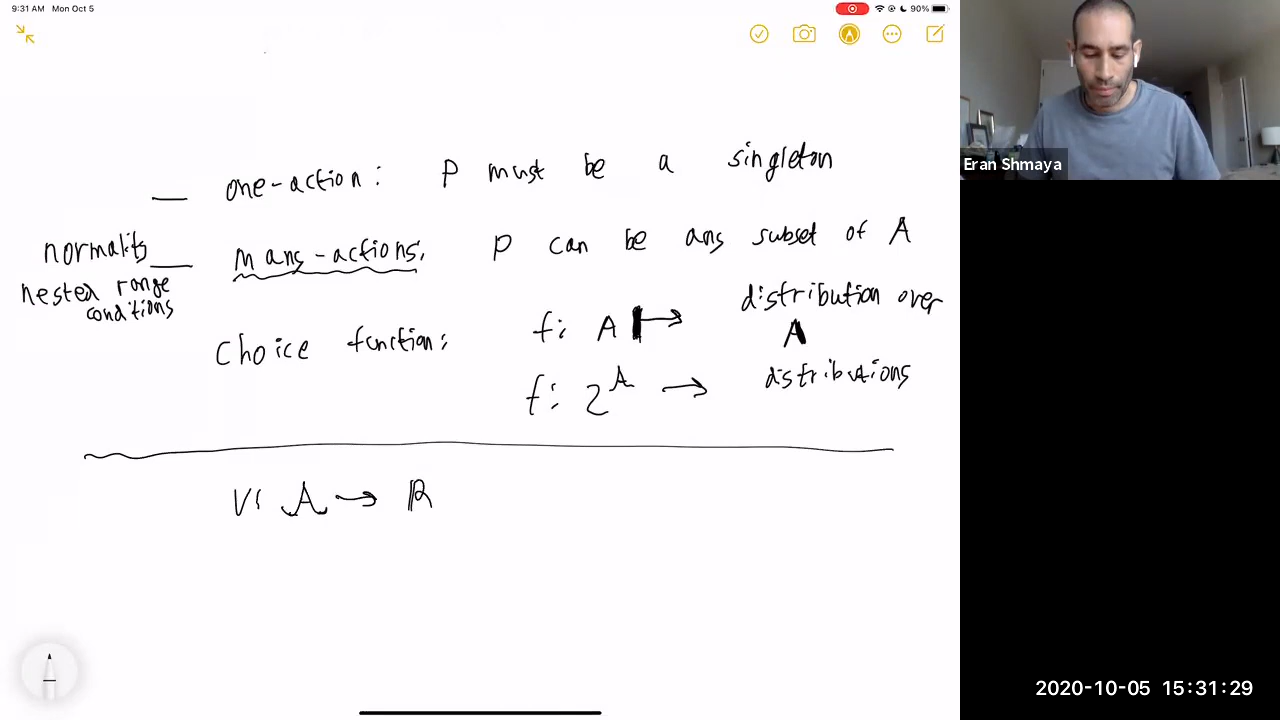 9:31 AM Mon Oct 5
90%
one-action: P must be a singleton
normality
many-actions: P can be any subset of A
nested range
conditions
distribution over
Choice function: f: A ↦ A
f: 2^A → distributions
V: A → R
Eran Shmaya
2020-10-05 15:31:29